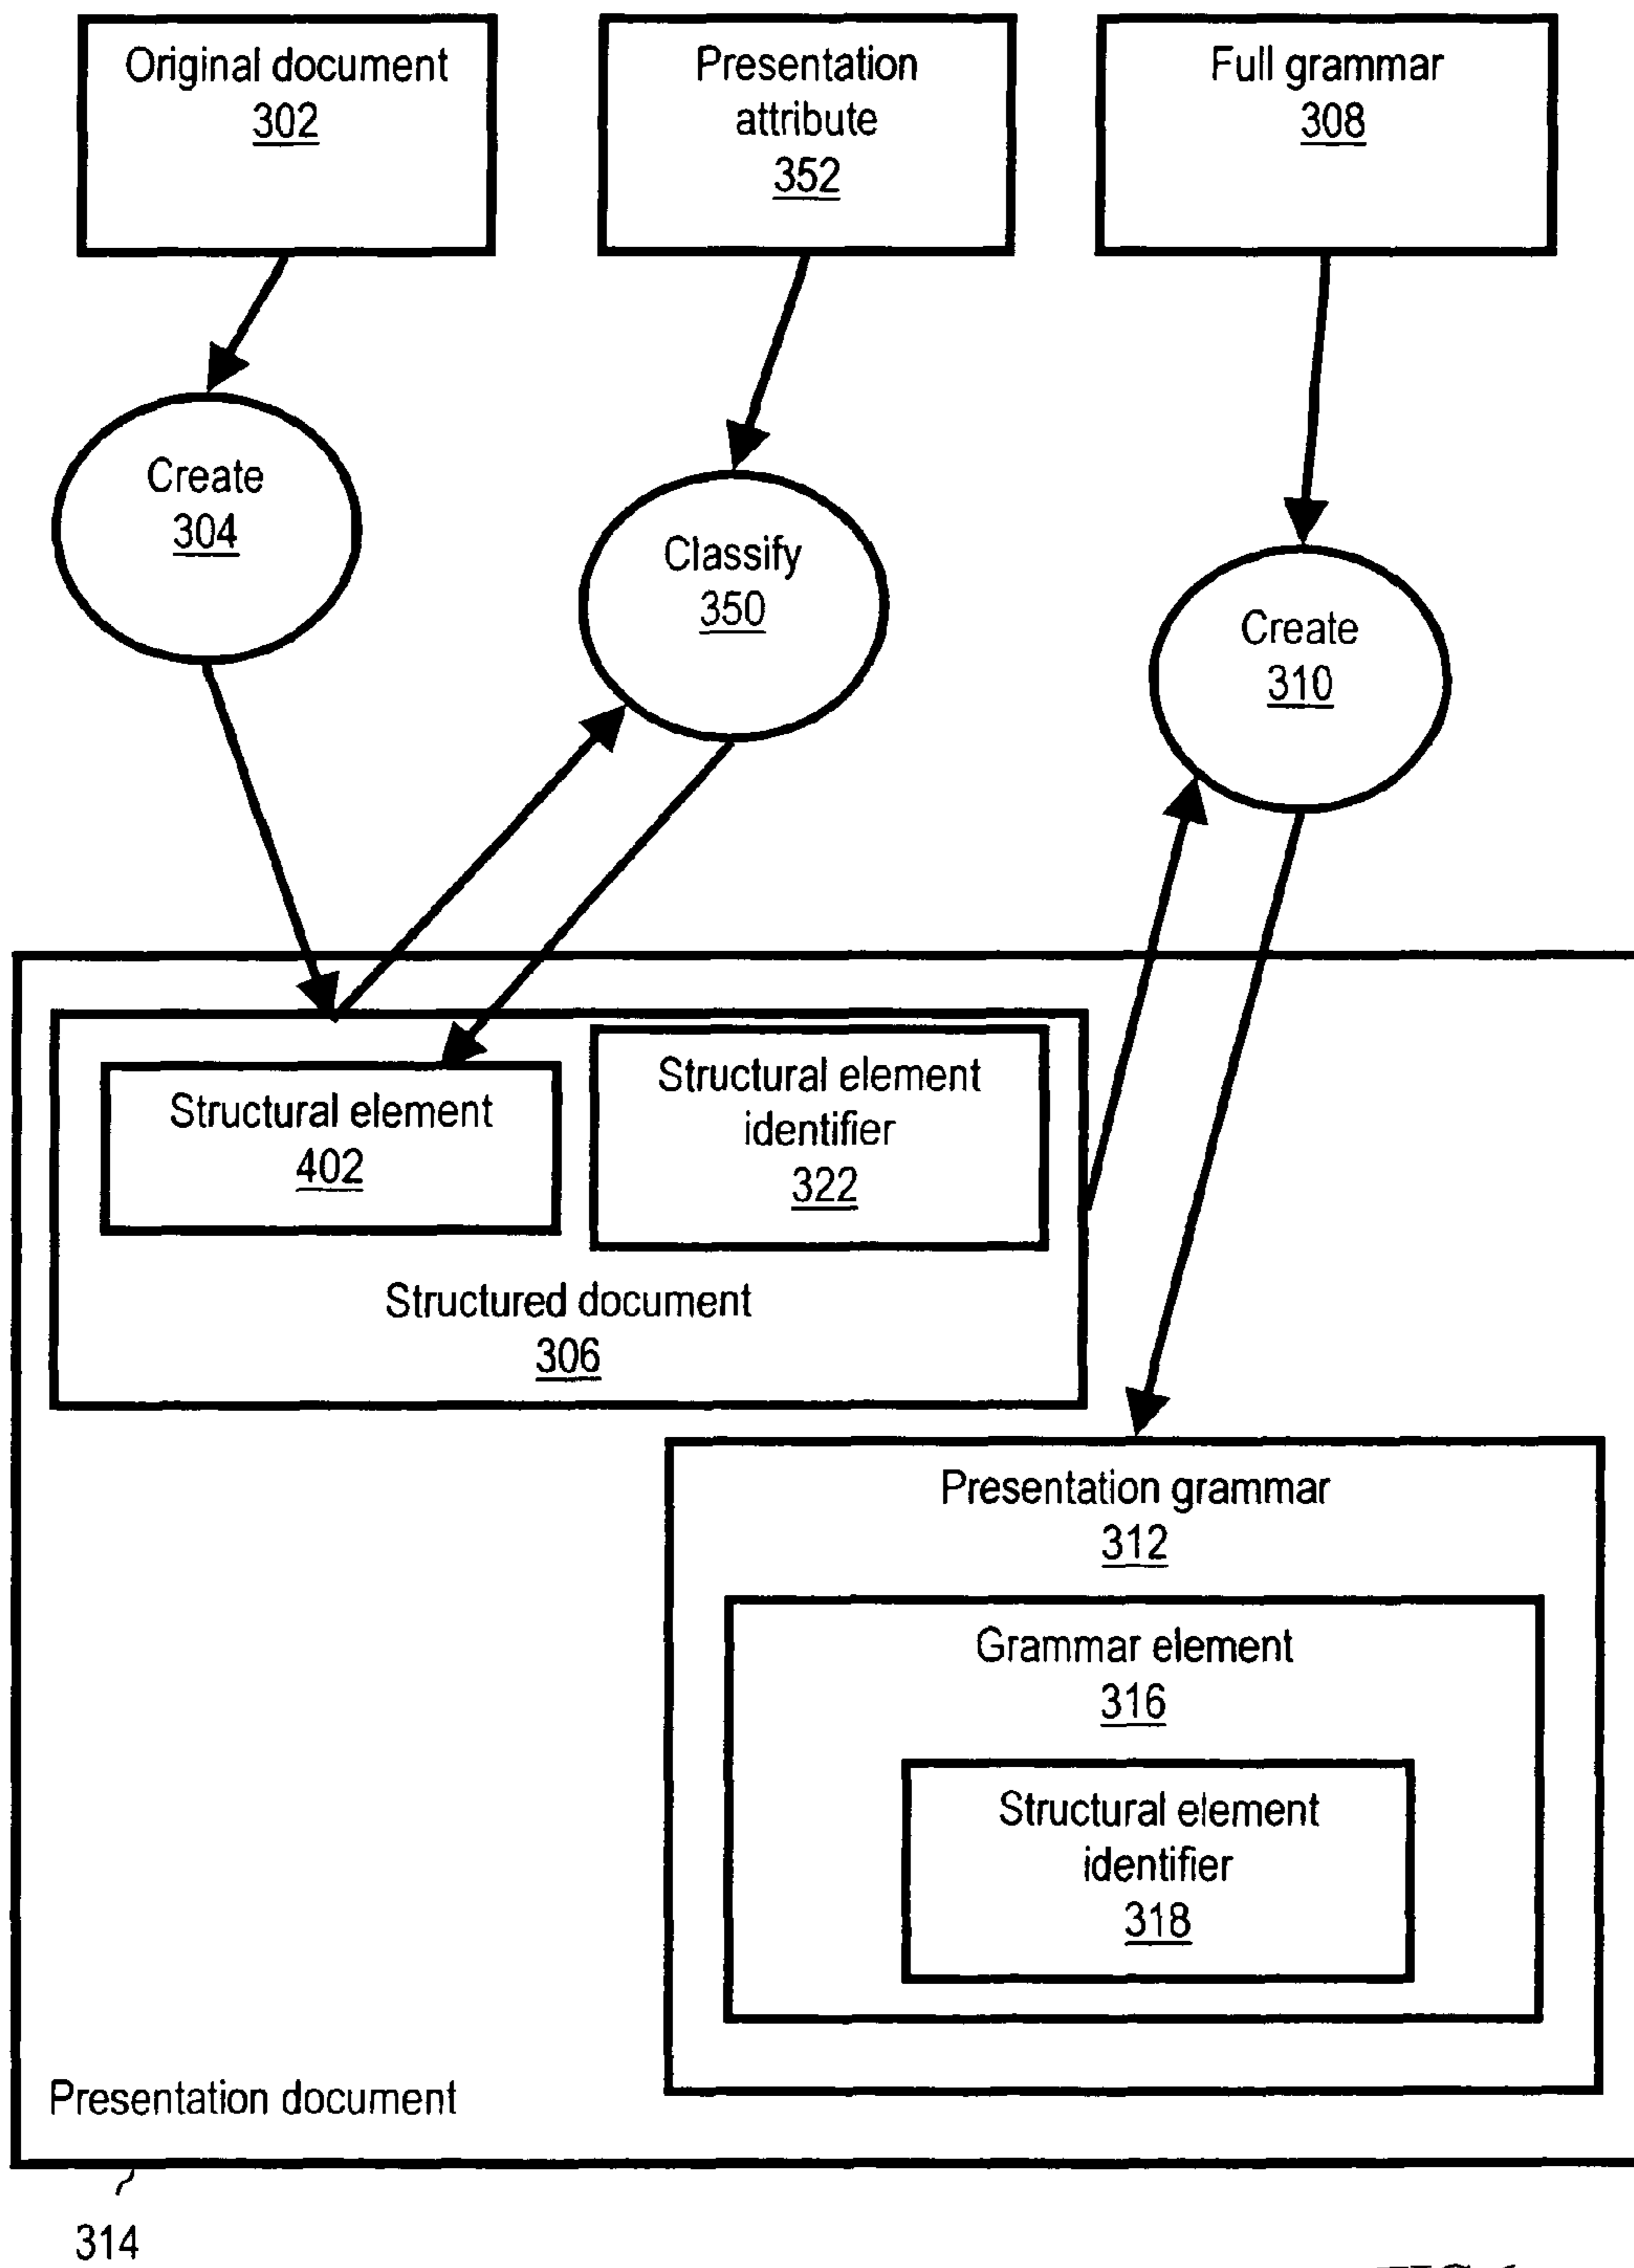 Original document
302
Presentation
attribute
352
Full grammar
308
Create
304
Classify
350
Create
310
Structural element
402
Structural element
identifier
322
Structured document
306
Presentation grammar
312
Grammar element
316
Structural element
identifier
318
Presentation document
314